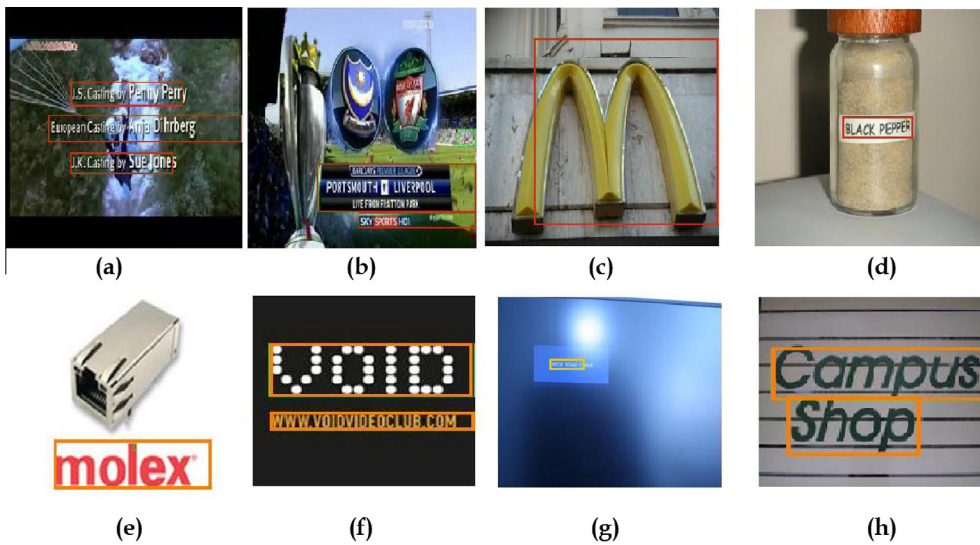 J.S. Casting by Penny Perry
European Casting by Anja Dihrberg
J.K. Casting by Sue Jones
(a)
BARCLAYS PREMIER LEAGUE
PORTSMOUTH V LIVERPOOL
LIVE FROM FRATTON PARK
SKY SPORTS HD1
(b)
(c)
BLACK PEPPER
(d)
molex
(e)
VOID
WWW.VOIDVIDEOCLUB.COM
(f)
(g)
Campus
Shop
(h)